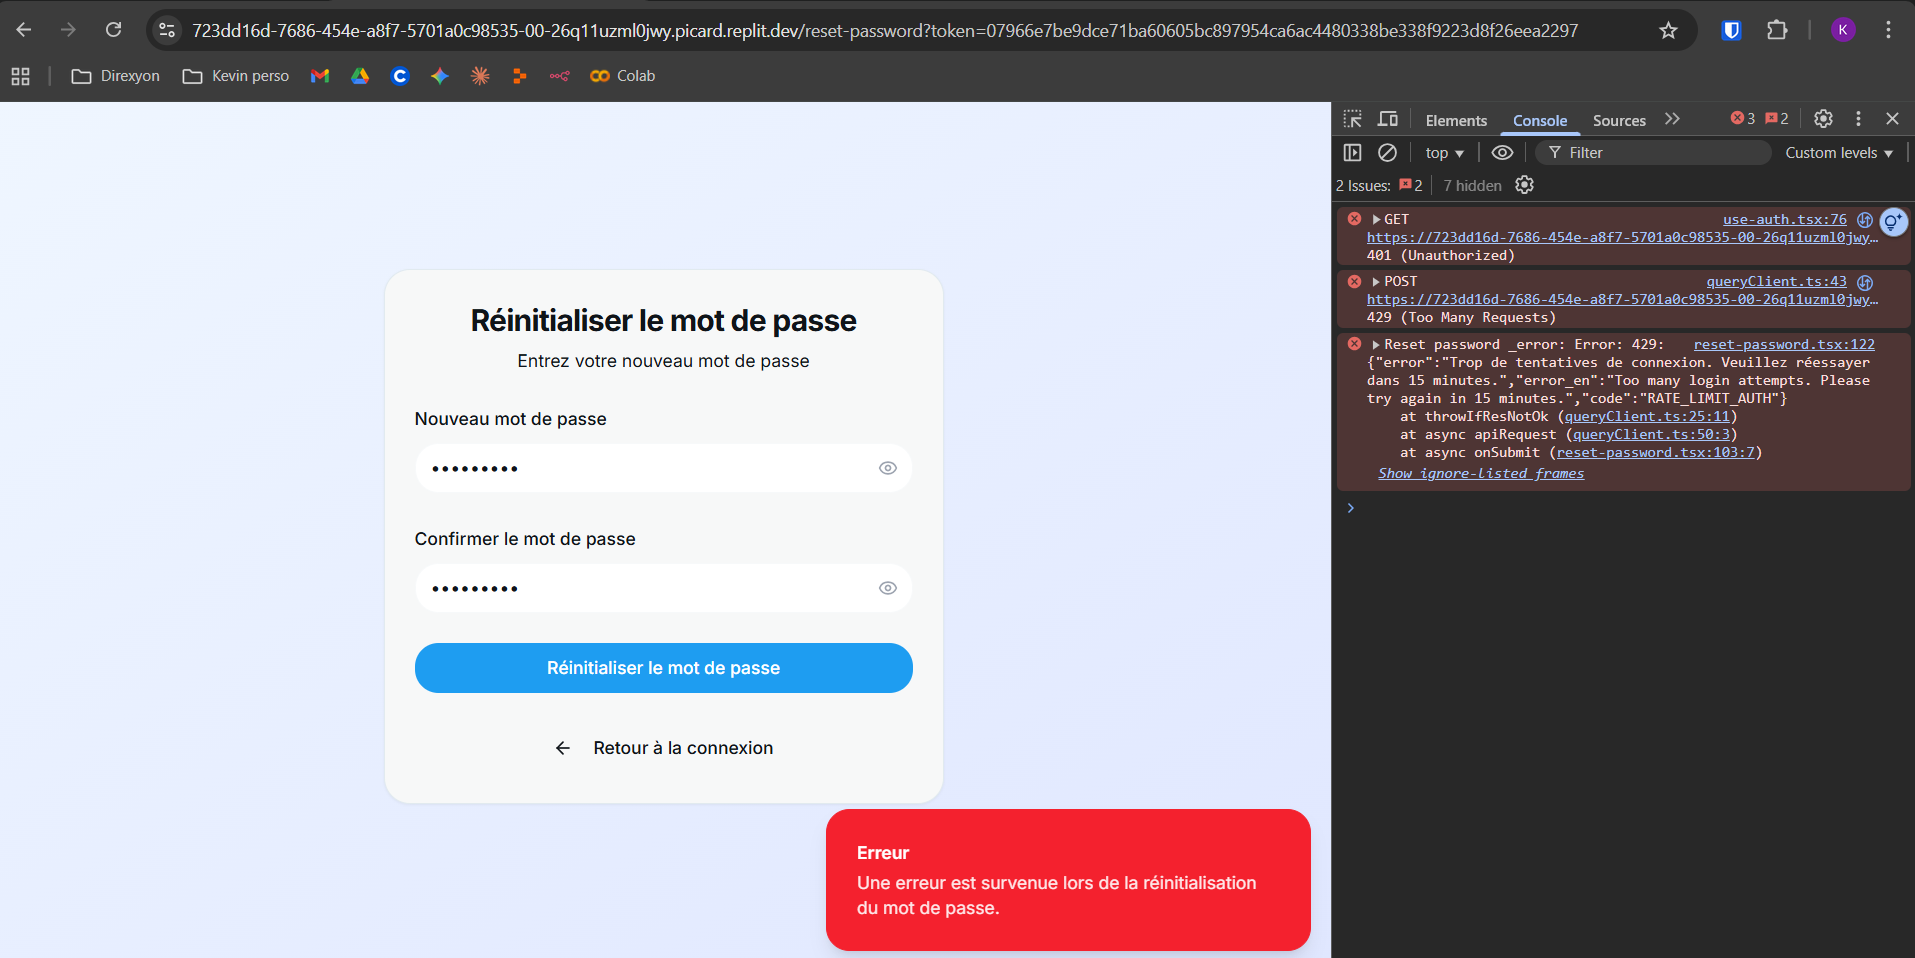 723dd16d-7686-454e-a8f7-5701a0c98535-00-26q11uzml0jwy.picard.replit.dev/reset-password?token=07966e7be9dce71ba60605bc897954ca6ac4480338be338f9223d8f26eea2297
K
Direxyon
Kevin perso
Colab
Elements
Console
Sources
3
2
top
Filter
Custom levels
2 Issues:
2
7 hidden
GET use-auth.tsx:76
https://723dd16d-7686-454e-a8f7-5701a0c98535-00-26q11uzml0jwy…
401 (Unauthorized)
POST queryClient.ts:43
https://723dd16d-7686-454e-a8f7-5701a0c98535-00-26q11uzml0jwy…
429 (Too Many Requests)
Reset password _error: Error: 429: reset-password.tsx:122
{"error":"Trop de tentatives de connexion. Veuillez réessayer
dans 15 minutes.","error_en":"Too many login attempts. Please
try again in 15 minutes.","code":"RATE_LIMIT_AUTH"}
at throwIfResNotOk (queryClient.ts:25:11)
at async apiRequest (queryClient.ts:50:3)
at async onSubmit (reset-password.tsx:103:7)
Show ignore-listed frames
Réinitialiser le mot de passe
Entrez votre nouveau mot de passe
Nouveau mot de passe
•••••••••
Confirmer le mot de passe
•••••••••
Réinitialiser le mot de passe
Retour à la connexion
Erreur
Une erreur est survenue lors de la réinitialisation
du mot de passe.